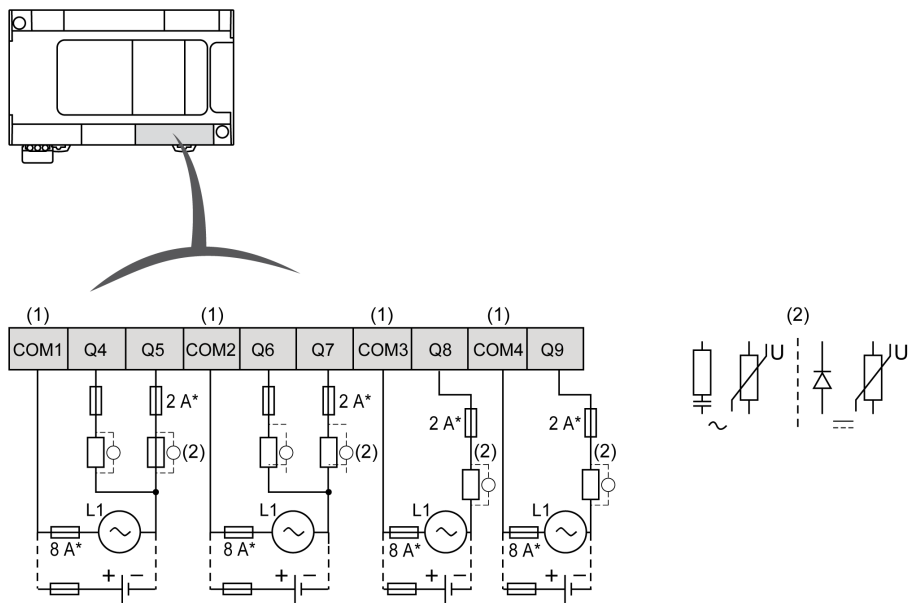 (1) (1) (1) (1) (2)
COM1 Q4 Q5 COM2 Q6 Q7 COM3 Q8 COM4 Q9
U U
2 A* 2 A* 2 A* 2 A*
(2) (2) (2) (2)
L1 L1 L1 L1
8 A* 8 A* 8 A* 8 A*
+ − + − + − + −